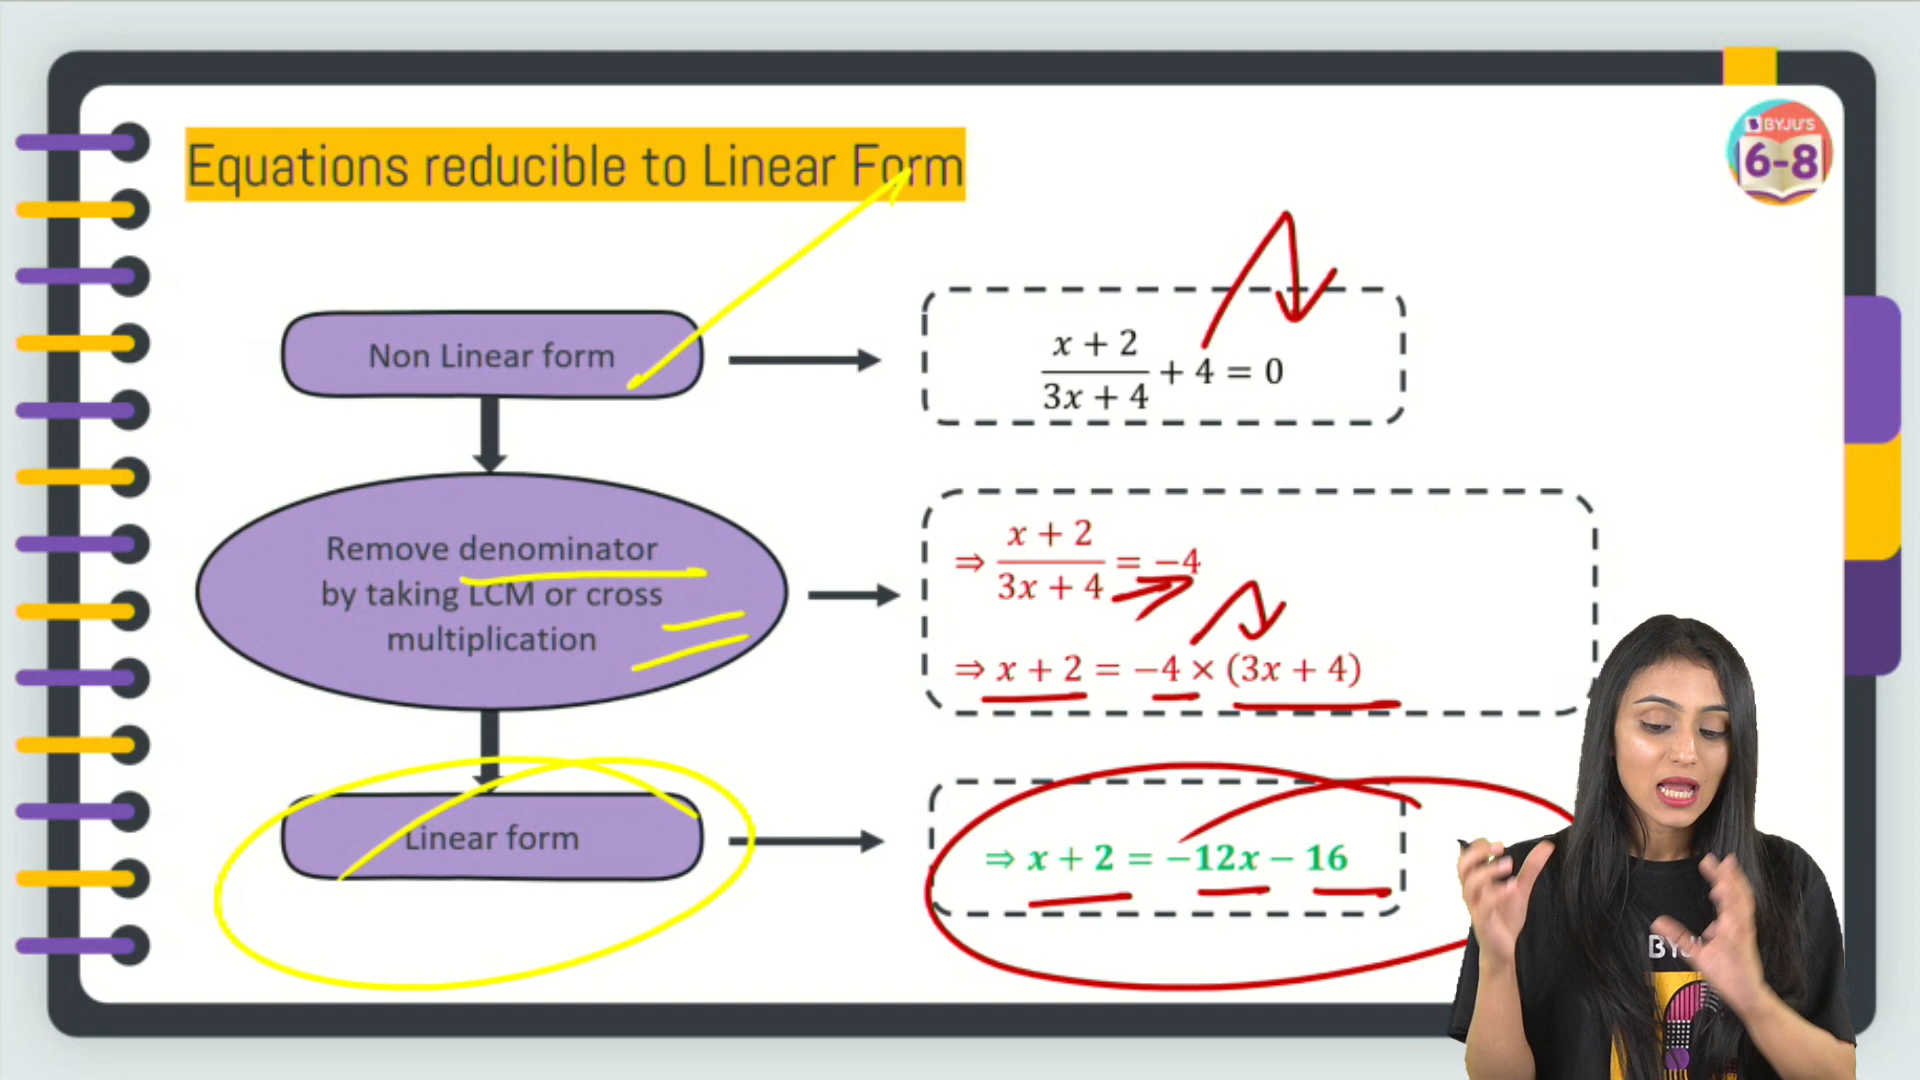 Equations reducible to Linear Form
BYJU'S
6-8
Non Linear form
x + 2
3x + 4
+ 4 = 0
Remove denominator
by taking LCM or cross
multiplication
⇒ x + 2
3x + 4
= −4
⇒ x + 2 = −4 × (3x + 4)
Linear form
⇒ x + 2 = −12x − 16